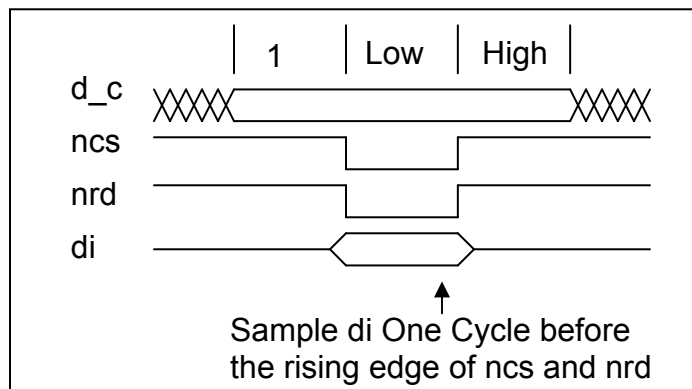 1 Low High
d_c
ncs
nrd
di
Sample di One Cycle before
the rising edge of ncs and nrd